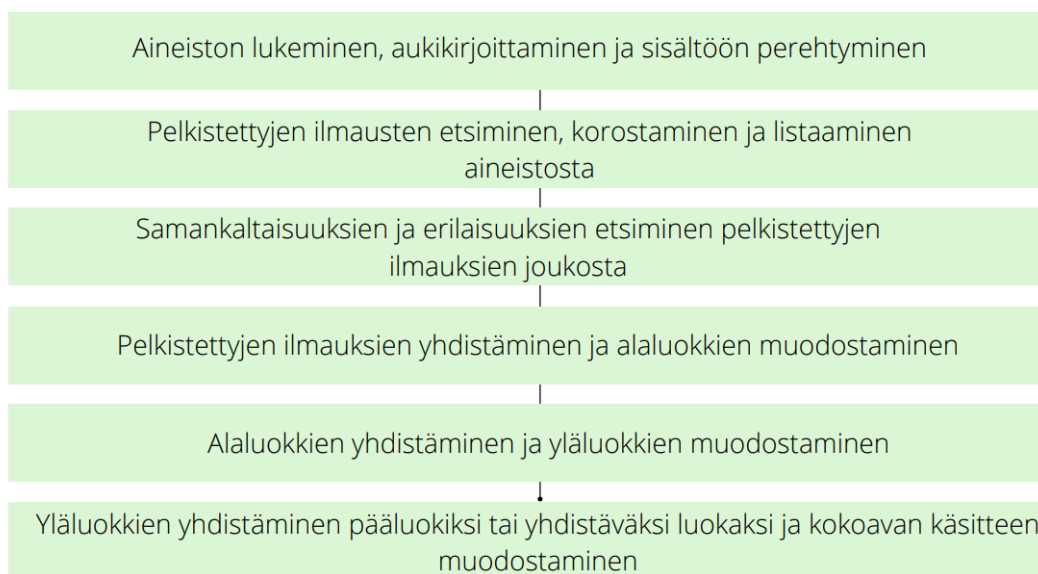 Aineiston lukeminen, aukikirjoittaminen ja sisältöön perehtyminen
Pelkistettyjen ilmausten etsiminen, korostaminen ja listaaminen
aineistosta
Samankaltaisuuksien ja erilaisuuksien etsiminen pelkistettyjen
ilmauksien joukosta
Pelkistettyjen ilmauksien yhdistäminen ja alaluokkien muodostaminen
Alaluokkien yhdistäminen ja yläluokkien muodostaminen
Yläluokkien yhdistäminen pääluokiksi tai yhdistäväksi luokaksi ja kokoavan käsitteen
muodostaminen